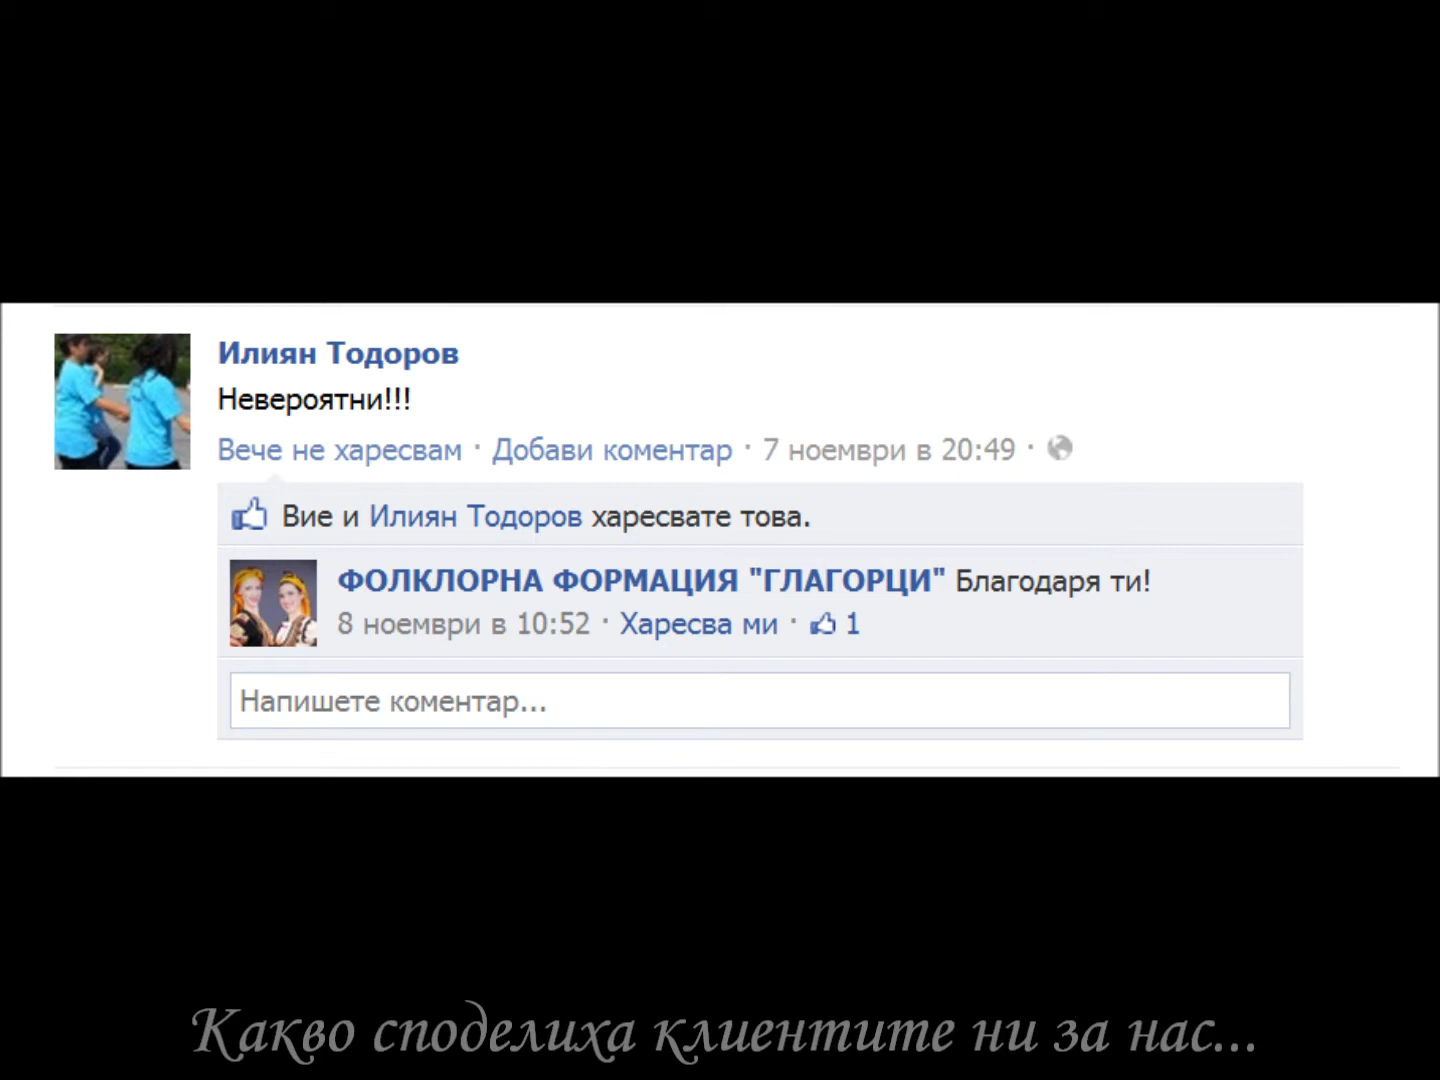 Илиян Тодоров
Невероятни!!!
Вече не харесвам · Добави коментар · 7 ноември в 20:49 ·
Вие и Илиян Тодоров харесвате това.
ФОЛКЛОРНА ФОРМАЦИЯ "ГЛАГОРЦИ" Благодаря ти!
8 ноември в 10:52 · Харесва ми · 1
Напишете коментар...
Какво споделиха клиентите ни за нас...